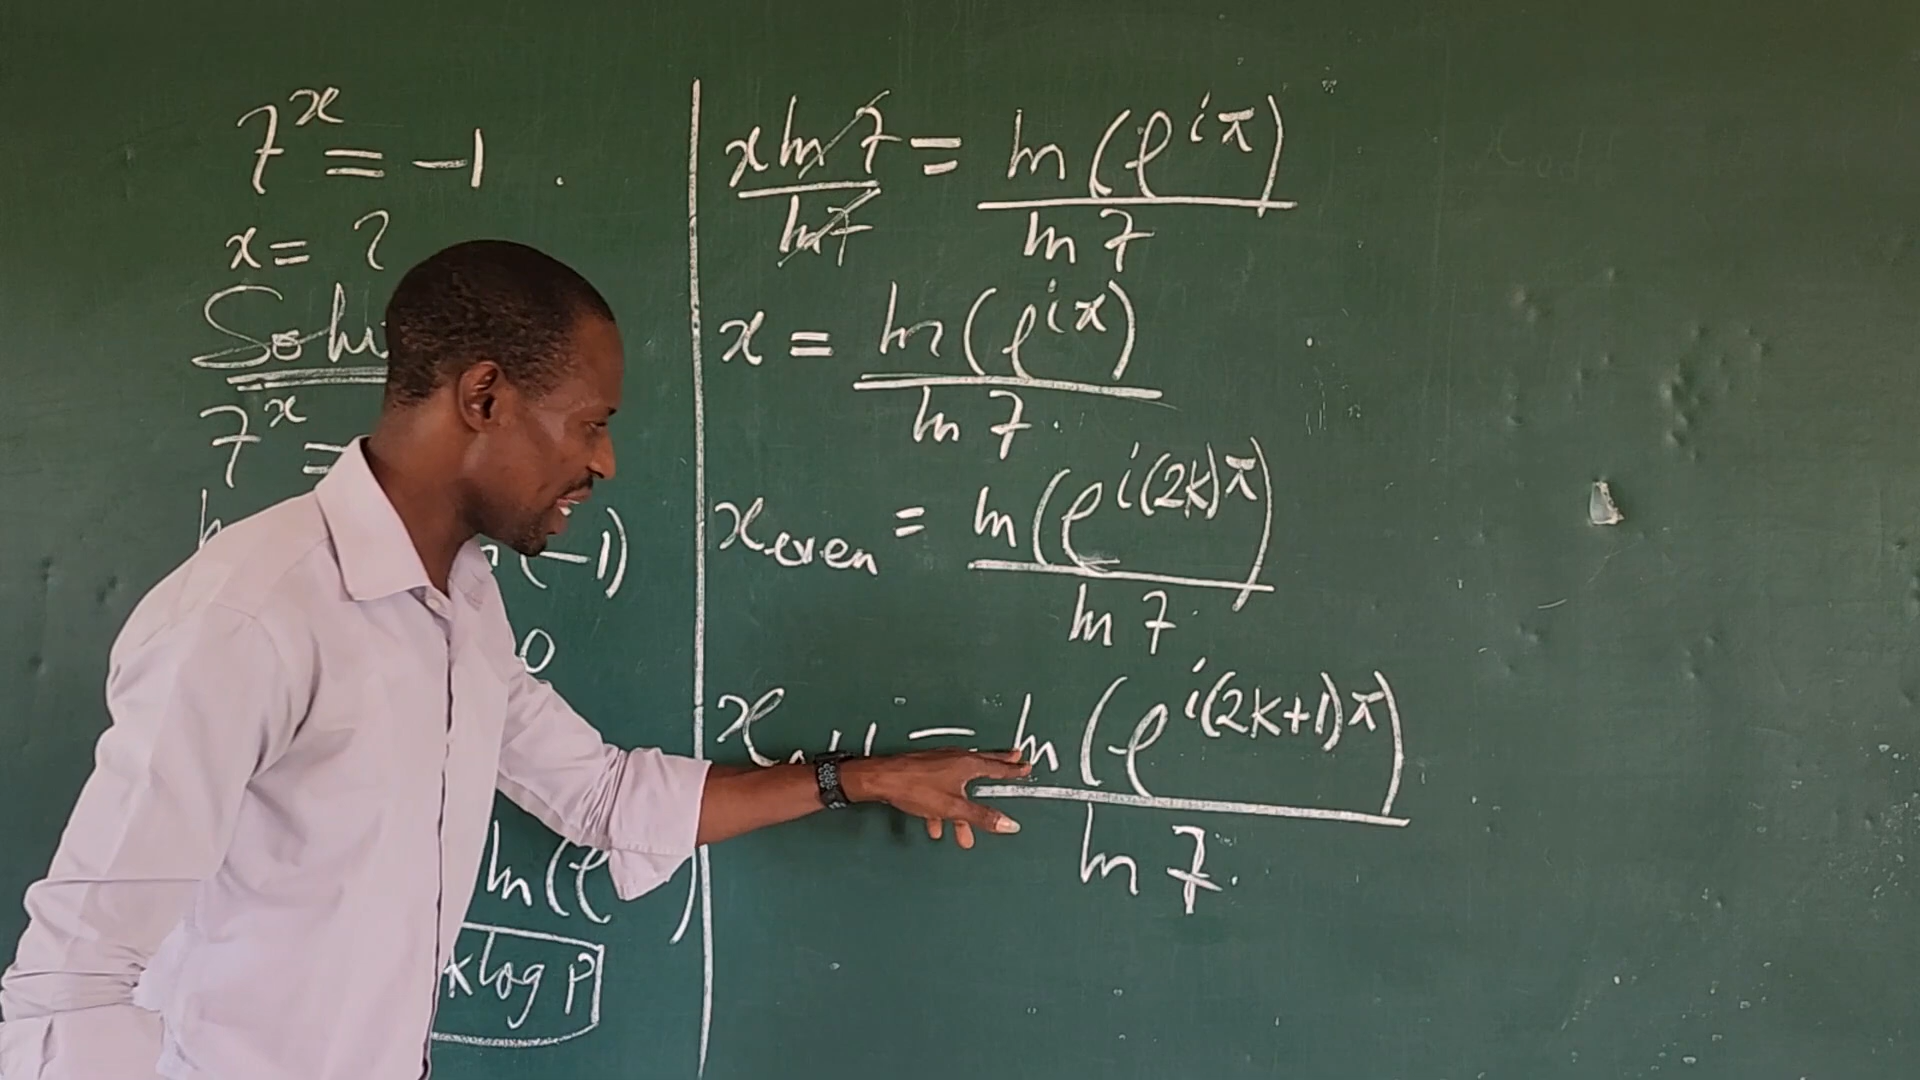 7^x = -1
x = ?
Solu
7^x =
(-1)
0
ln(e
k log P
x ln 7 / ln 7 = ln(e^{iπ}) / ln 7
x = ln(e^{iπ}) / ln 7
x_even = ln(e^{i(2k)π}) / ln 7
x = ln(e^{i(2k+1)π}) / ln 7